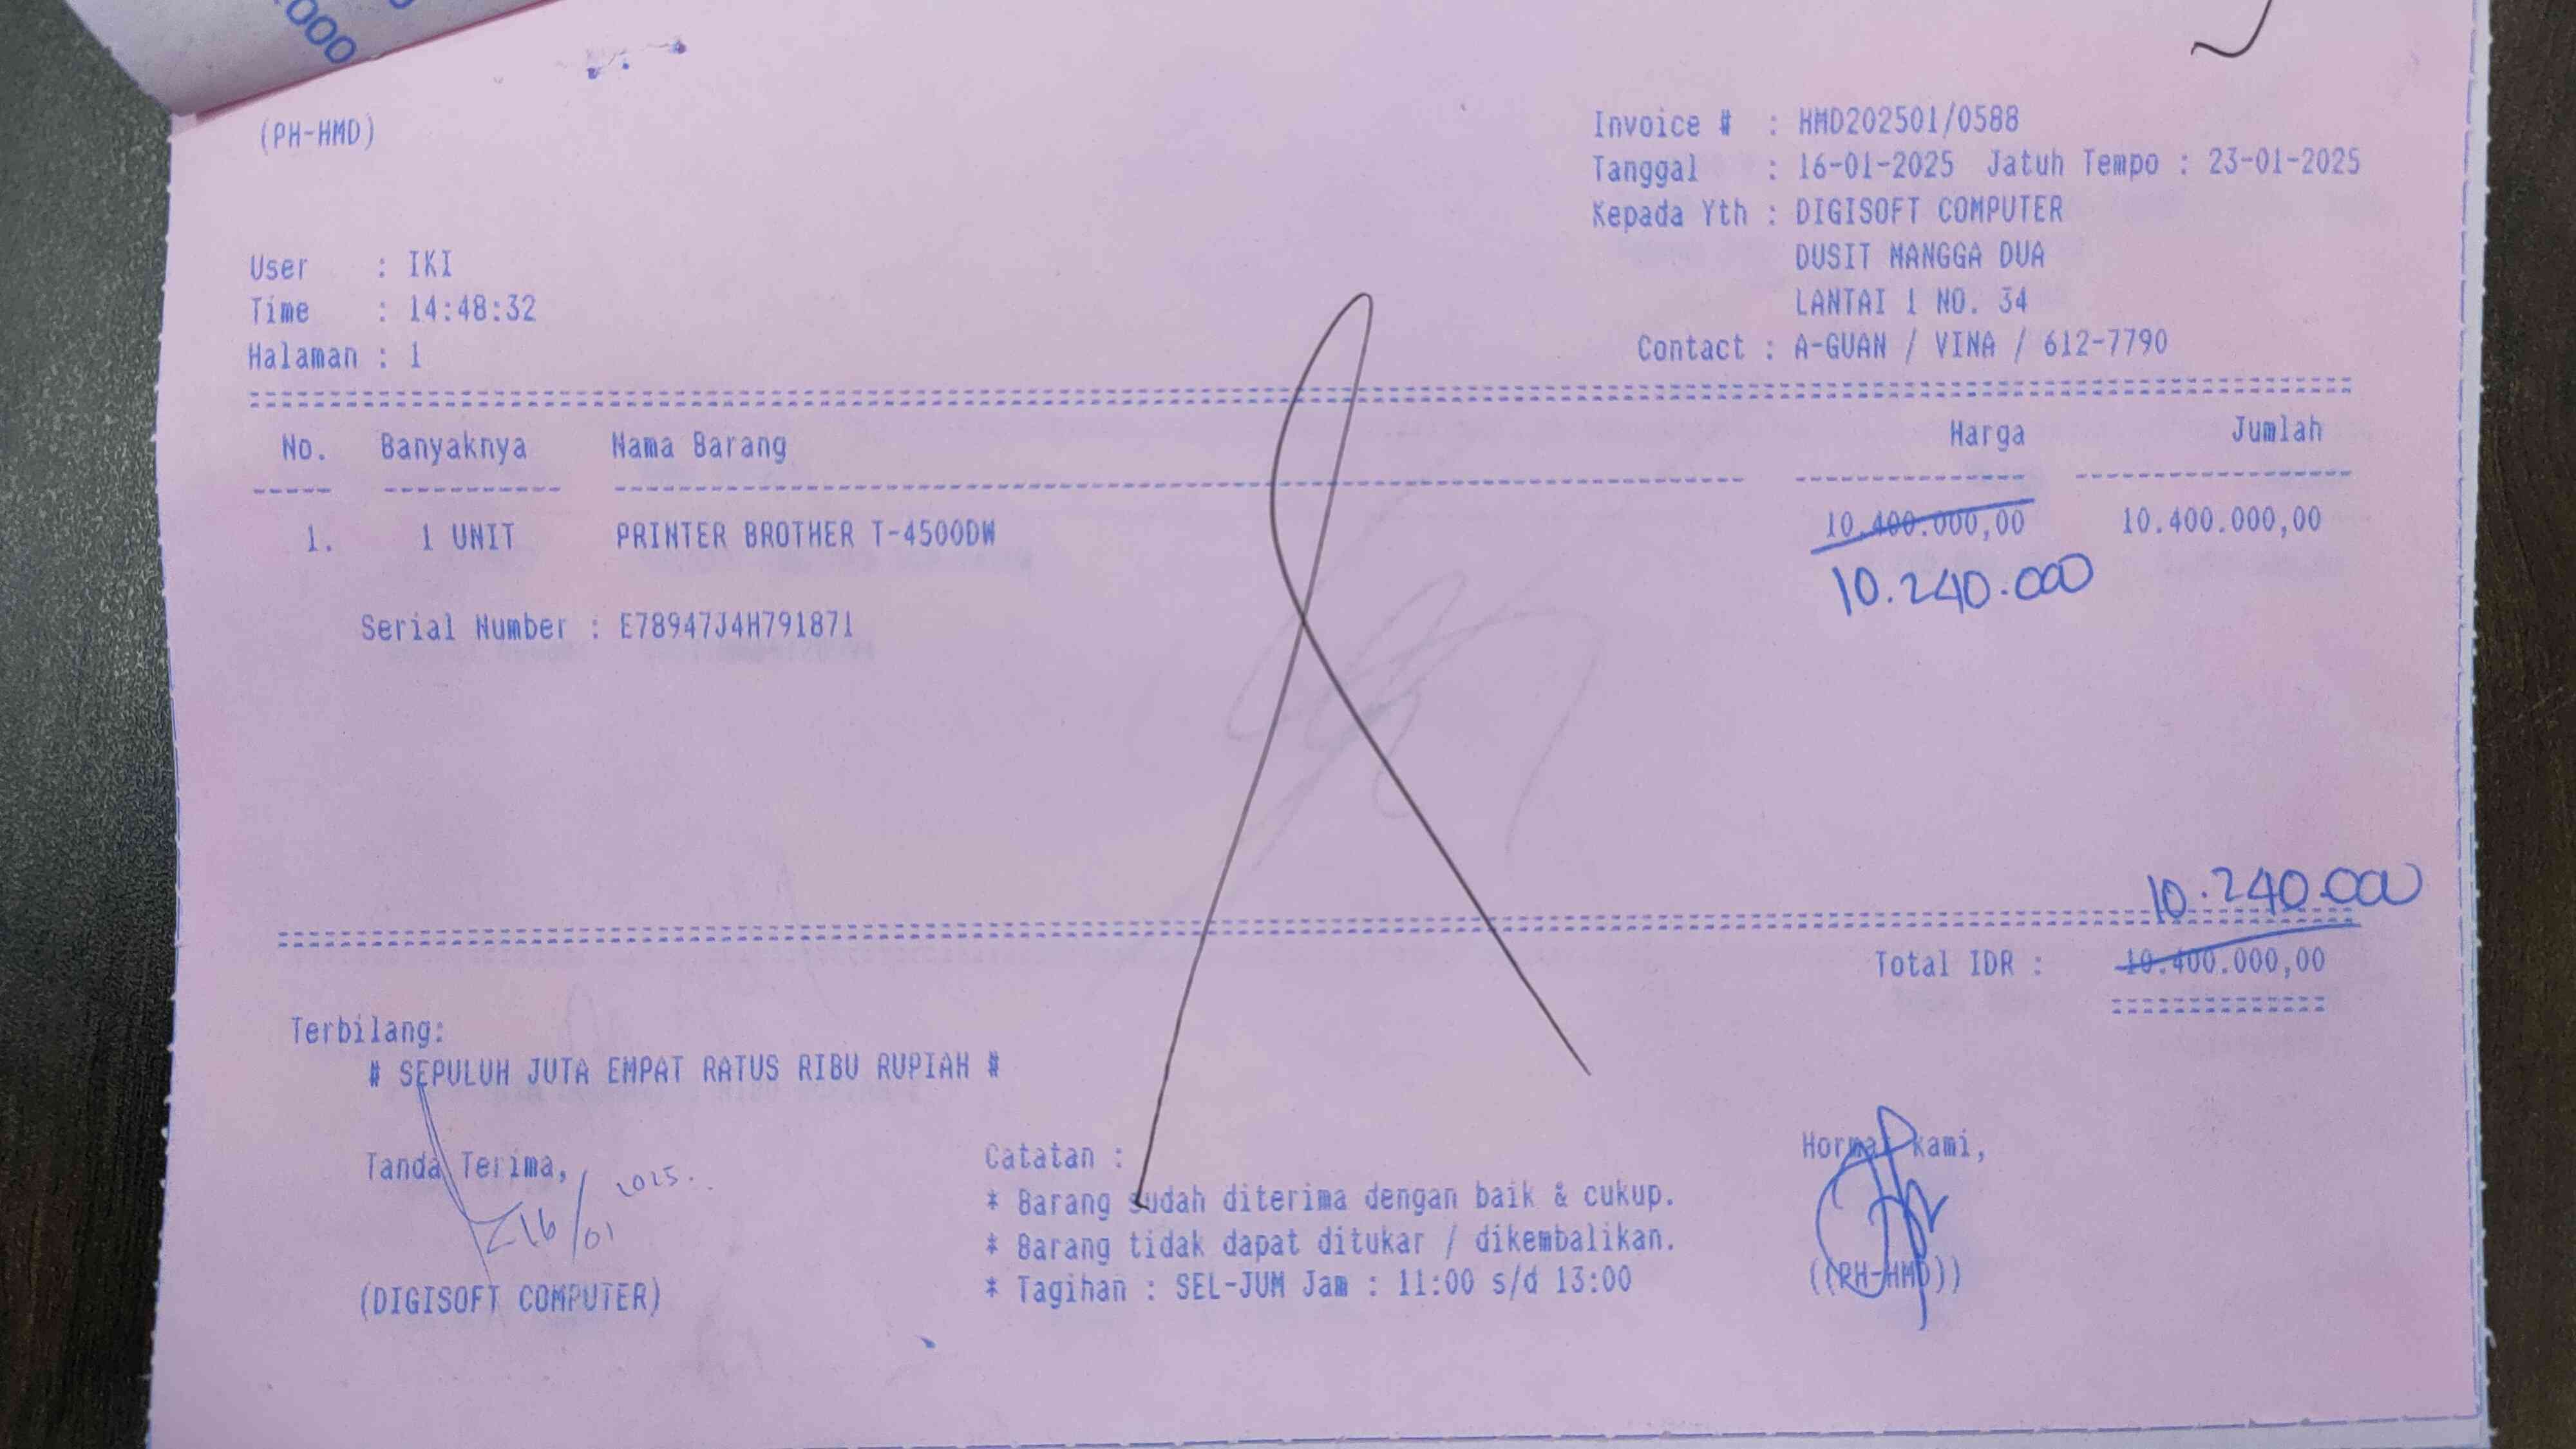 000
(PH-HMD)
Invoice # : HMD202501/0588
Tanggal : 16-01-2025 Jatuh Tempo : 23-01-2025
Kepada Yth : DIGISOFT COMPUTER
DUSIT MANGGA DUA
LANTAI 1 NO. 34
Contact : A-GUAN / VINA / 612-7790
User : IKI
Time : 14:48:32
Halaman : 1
No. Banyaknya Nama Barang Harga Jumlah
1. 1 UNIT PRINTER BROTHER T-4500DW 10.400.000,00 10.400.000,00
10.240.000
Serial Number : E78947J4H791871
10.240.000
Total IDR : 10.400.000,00
Terbilang:
# SEPULUH JUTA EMPAT RATUS RIBU RUPIAH #
Tanda Terima,
16/01 2025
(DIGISOFT COMPUTER)
Catatan :
* Barang sudah diterima dengan baik & cukup.
* Barang tidak dapat ditukar / dikembalikan.
* Tagihan : SEL-JUM Jam : 11:00 s/d 13:00
Hormat kami,
((PH-HMD))